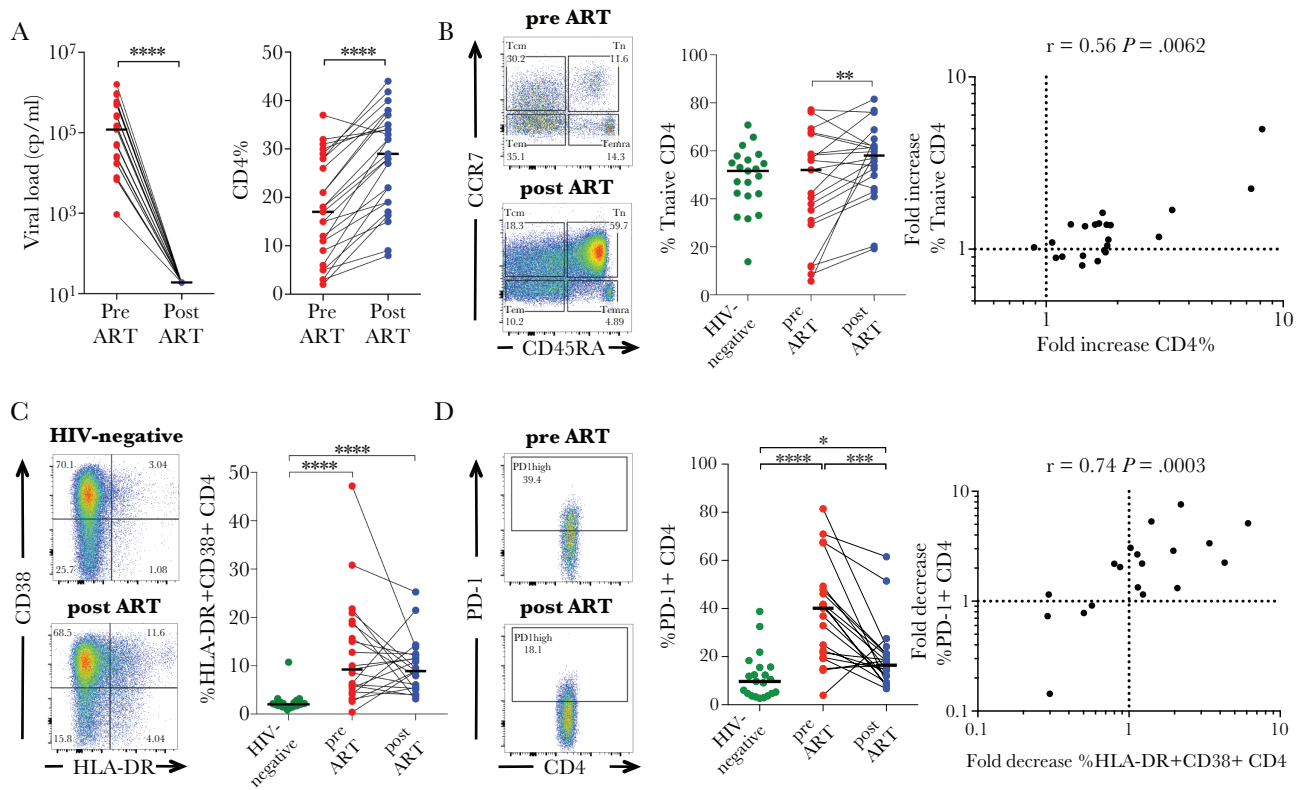 A
Viral load (cp/ml)
10^7
10^5
10^3
10^1
****
Pre
ART
Post
ART
CD4%
50
40
30
20
10
0
****
Pre
ART
Post
ART
B
pre ART
Tcm
30.2
Tn
11.6
Tem
35.1
Temra
14.3
post ART
Tcm
18.3
Tn
59.7
Tem
10.2
Temra
4.89
CCR7
CD45RA
% Tnaive CD4
100
80
60
40
20
0
**
HIV-
negative
pre
ART
post
ART
r = 0.56 P = .0062
Fold increase
% Tnaive CD4
10
1
1
10
Fold increase CD4%
C
HIV-negative
70.1
3.04
25.7
1.08
post ART
68.5
11.6
15.8
4.04
CD38
HLA-DR
%HLA-DR+CD38+ CD4
50
40
30
20
10
0
****
****
HIV-
negative
pre
ART
post
ART
D
pre ART
PD1high
39.4
post ART
PD1high
18.1
PD-1
CD4
%PD-1+ CD4
100
80
60
40
20
0
*
****
***
HIV-
negative
pre
ART
post
ART
r = 0.74 P = .0003
Fold decrease
%PD-1+ CD4
10
1
0.1
0.1
1
10
Fold decrease %HLA-DR+CD38+ CD4